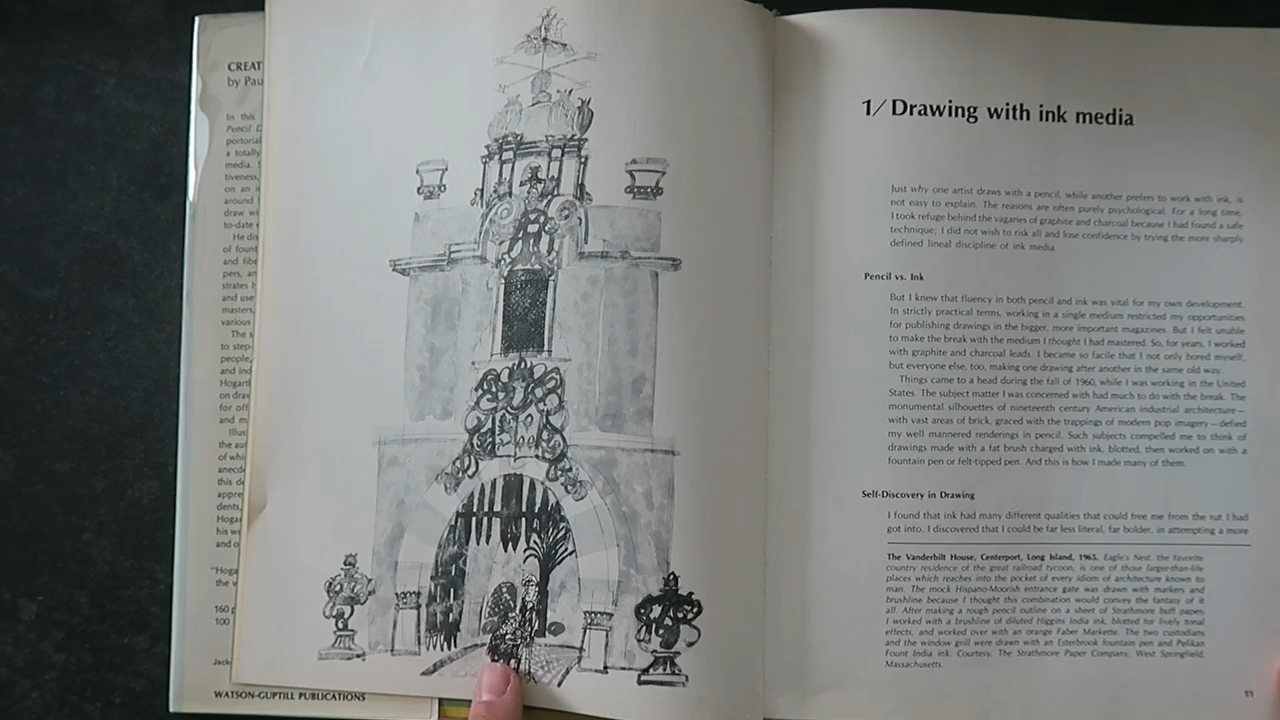 CREAT
by Pau
In this
Pencil D
portorial
a totally
media. S
tiveness,
on an i
around l
draw wi
to-date
He dis
of fount
and fibe
pers, an
strates h
and use
masters,
various
The s
to step-
people,
and ind
Hogarth
on draw
for off
and m
Illus
the aut
of whi
anecd
this d
appre
dents,
Hogar
his wo
and o
"Hoga
the v
160 p
100
Jack
WATSON-GUPTILL PUBLICATIONS
1/Drawing with ink media
Just why one artist draws with a pencil, while another prefers to work with ink, is
not easy to explain. The reasons are often purely psychological. For a long time,
I took refuge behind the vagaries of graphite and charcoal because I had found a safe
technique; I did not wish to risk all and lose confidence by trying the more sharply
defined lineal discipline of ink media.
Pencil vs. Ink
But I knew that fluency in both pencil and ink was vital for my own development.
In strictly practical terms, working in a single medium restricted my opportunities
for publishing drawings in the bigger, more important magazines. But I felt unable
to make the break with the medium I thought I had mastered. So, for years, I worked
with graphite and charcoal leads. I became so facile that I not only bored myself,
but everyone else, too, making one drawing after another in the same old way.
Things came to a head during the fall of 1960, while I was working in the United
States. The subject matter I was concerned with had much to do with the break. The
monumental silhouettes of nineteenth century American industrial architecture—
with vast areas of brick, graced with the trappings of modern pop imagery—defied
my well mannered renderings in pencil. Such subjects compelled me to think of
drawings made with a fat brush charged with ink, blotted, then worked on with a
fountain pen or felt-tipped pen. And this is how I made many of them.
Self-Discovery in Drawing
I found that ink had many different qualities that could free me from the rut I had
got into. I discovered that I could be far less literal, far bolder, in attempting a more
The Vanderbilt House, Centerport, Long Island, 1965. Eagle's Nest, the favorite
country residence of the great railroad tycoon, is one of those larger-than-life
places which reaches into the pocket of every idiom of architecture known to
man. The mock Hispano-Moorish entrance gate was drawn with markers and
brushline because I thought this combination would convey the fantasy of it
all. After making a rough pencil outline on a sheet of Strathmore buff paper,
I worked with a brushline of diluted Higgins India ink, blotted for lively tonal
effects, and worked over with an orange Faber Markette. The two custodians
and the window grill were drawn with an Esterbrook fountain pen and Pelikan
Fount India ink. Courtesy, The Strathmore Paper Company, West Springfield,
Massachusetts.
11